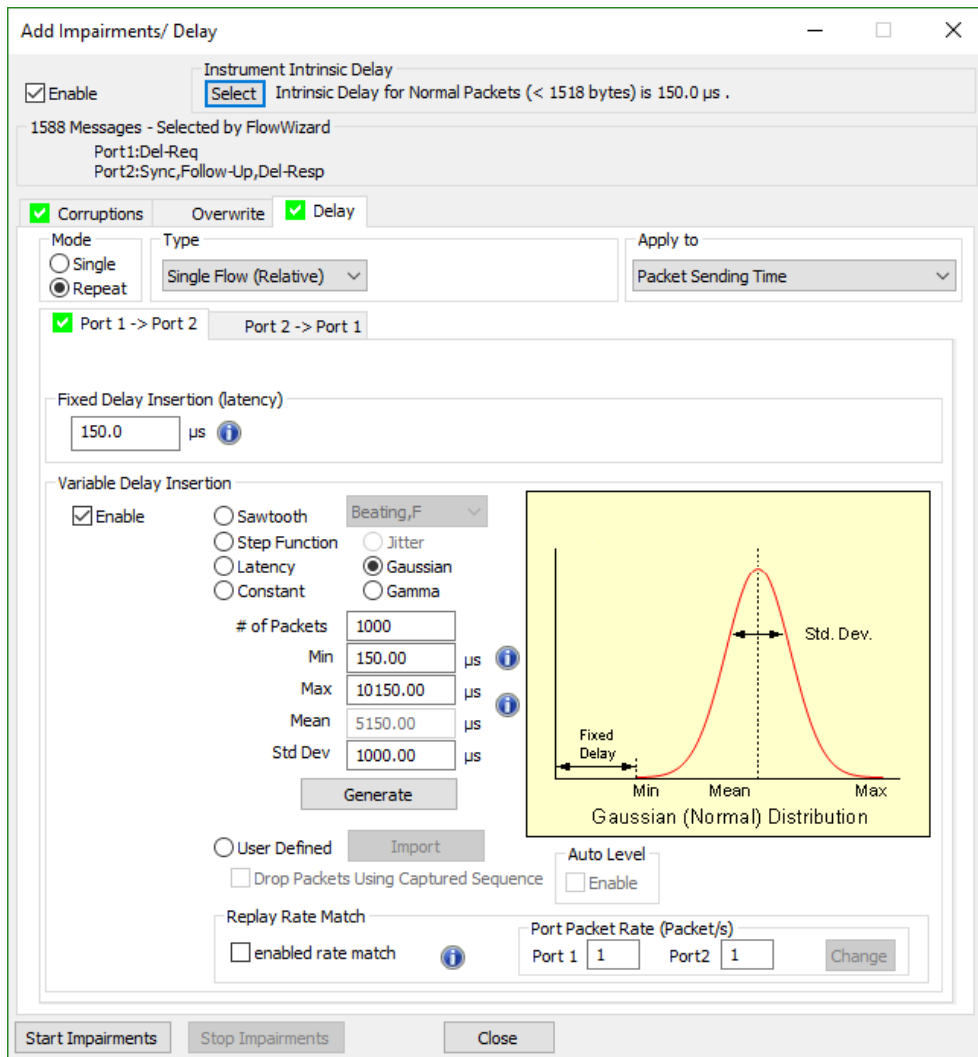 Add Impairments/ Delay
Instrument Intrinsic Delay
Enable
Select
Intrinsic Delay for Normal Packets (< 1518 bytes) is 150.0 µs .
1588 Messages - Selected by FlowWizard
Port1:Del-Req
Port2:Sync,Follow-Up,Del-Resp
Corruptions
Overwrite
Delay
Mode
Single
Repeat
Type
Single Flow (Relative)
Apply to
Packet Sending Time
Port 1 -> Port 2
Port 2 -> Port 1
Fixed Delay Insertion (latency)
150.0 µs
Variable Delay Insertion
Enable
Sawtooth
Beating,F
Step Function
Jitter
Latency
Gaussian
Constant
Gamma
# of Packets 1000
Min 150.00 µs
Max 10150.00 µs
Mean 5150.00 µs
Std Dev 1000.00 µs
Generate
Std. Dev.
Fixed
Delay
Min Mean Max
Gaussian (Normal) Distribution
User Defined
Import
Drop Packets Using Captured Sequence
Auto Level
Enable
Replay Rate Match
enabled rate match
Port Packet Rate (Packet/s)
Port 1 1 Port2 1
Change
Start Impairments
Stop Impairments
Close